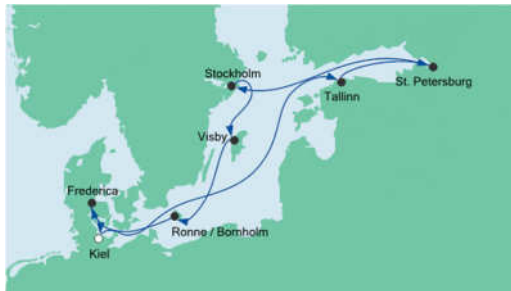 Stockholm
St. Petersburg
Tallinn
Visby
Frederica
Ronne / Bornholm
Kiel